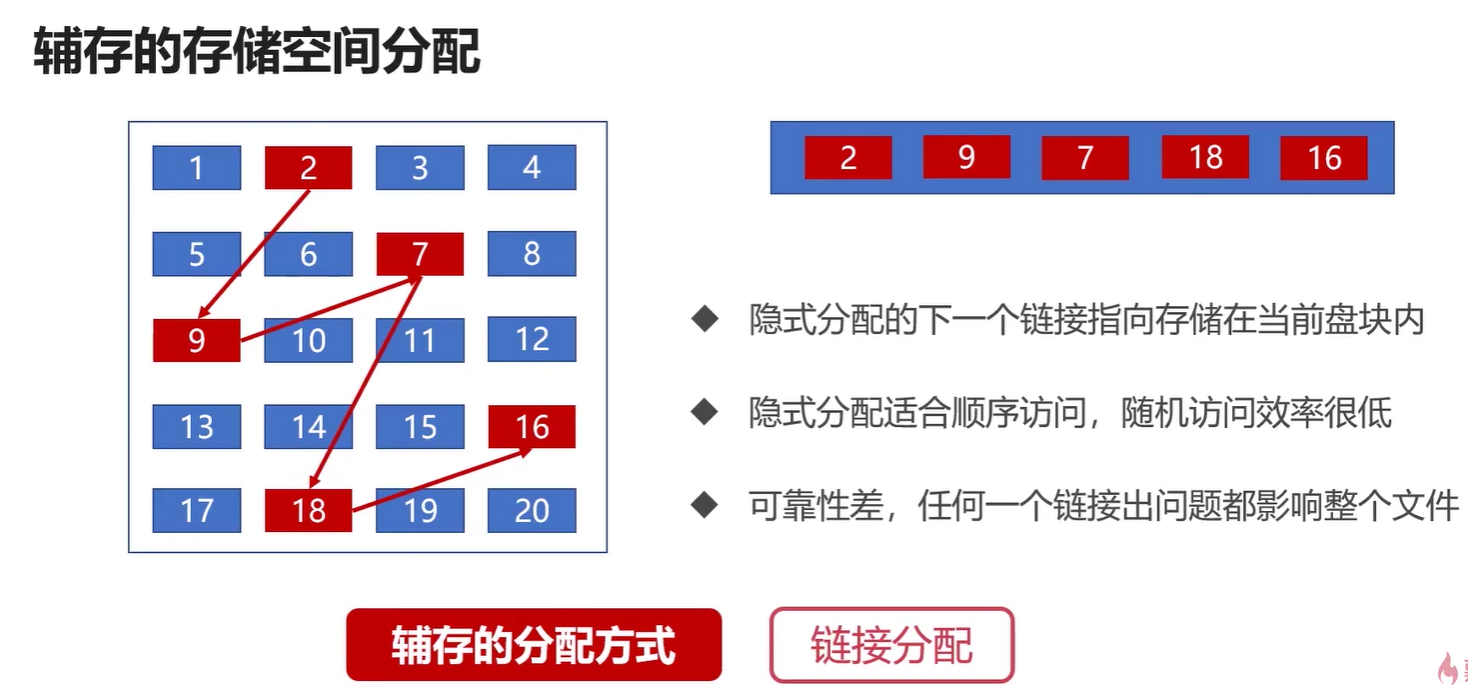 辅存的存储空间分配
1 2 3 4
5 6 7 8
9 10 11 12
13 14 15 16
17 18 19 20
2 9 7 18 16
隐式分配的下一个链接指向存储在当前盘块内
隐式分配适合顺序访问，随机访问效率很低
可靠性差，任何一个链接出问题都影响整个文件
辅存的分配方式
链接分配